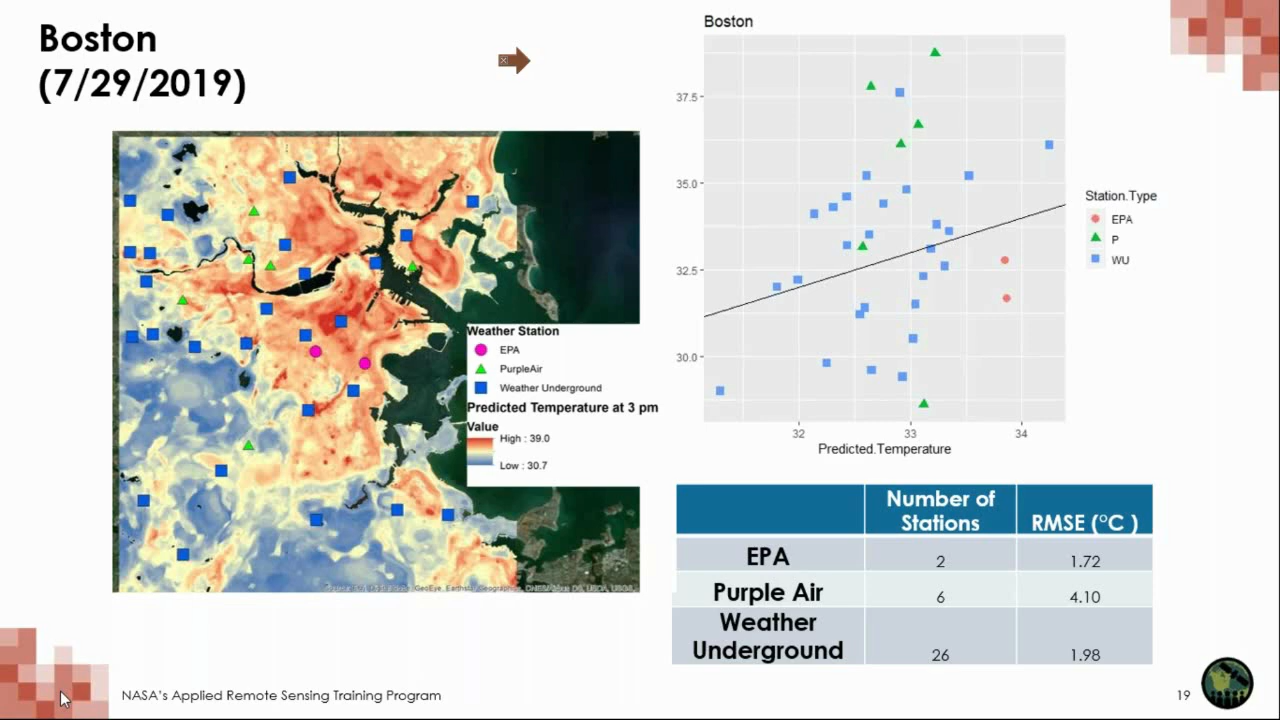 Boston
(7/29/2019)
Weather Station
EPA
PurpleAir
Weather Underground
Predicted Temperature at 3 pm
Value
High : 39.0
Low : 30.7
Boston
37.5
35.0
32.5
30.0
32 33 34
Predicted.Temperature
Station.Type
EPA
P
WU
Number of Stations RMSE (°C )
EPA 2 1.72
Purple Air 6 4.10
Weather Underground 26 1.98
NASA's Applied Remote Sensing Training Program
19